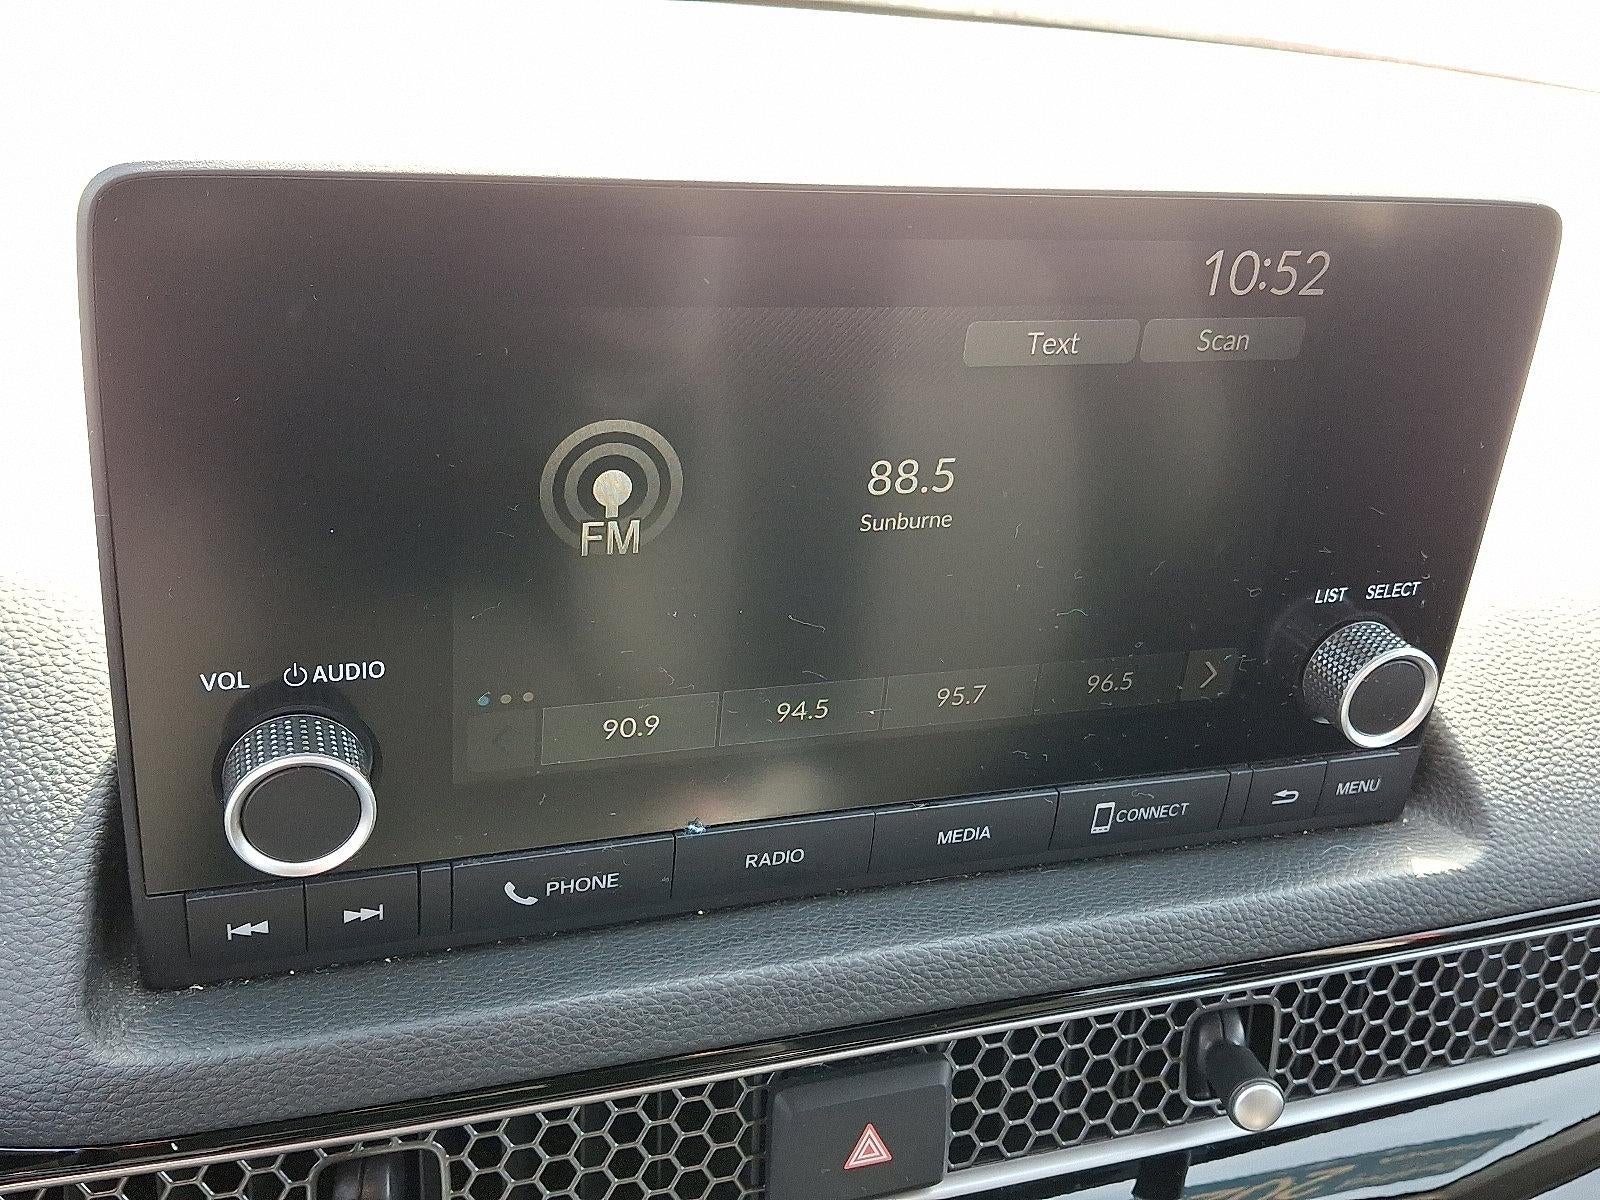 10:52
Text Scan
FM
88.5
Sunburne
LIST SELECT
VOL AUDIO
90.9 94.5 95.7 96.5
PHONE RADIO MEDIA CONNECT MENU